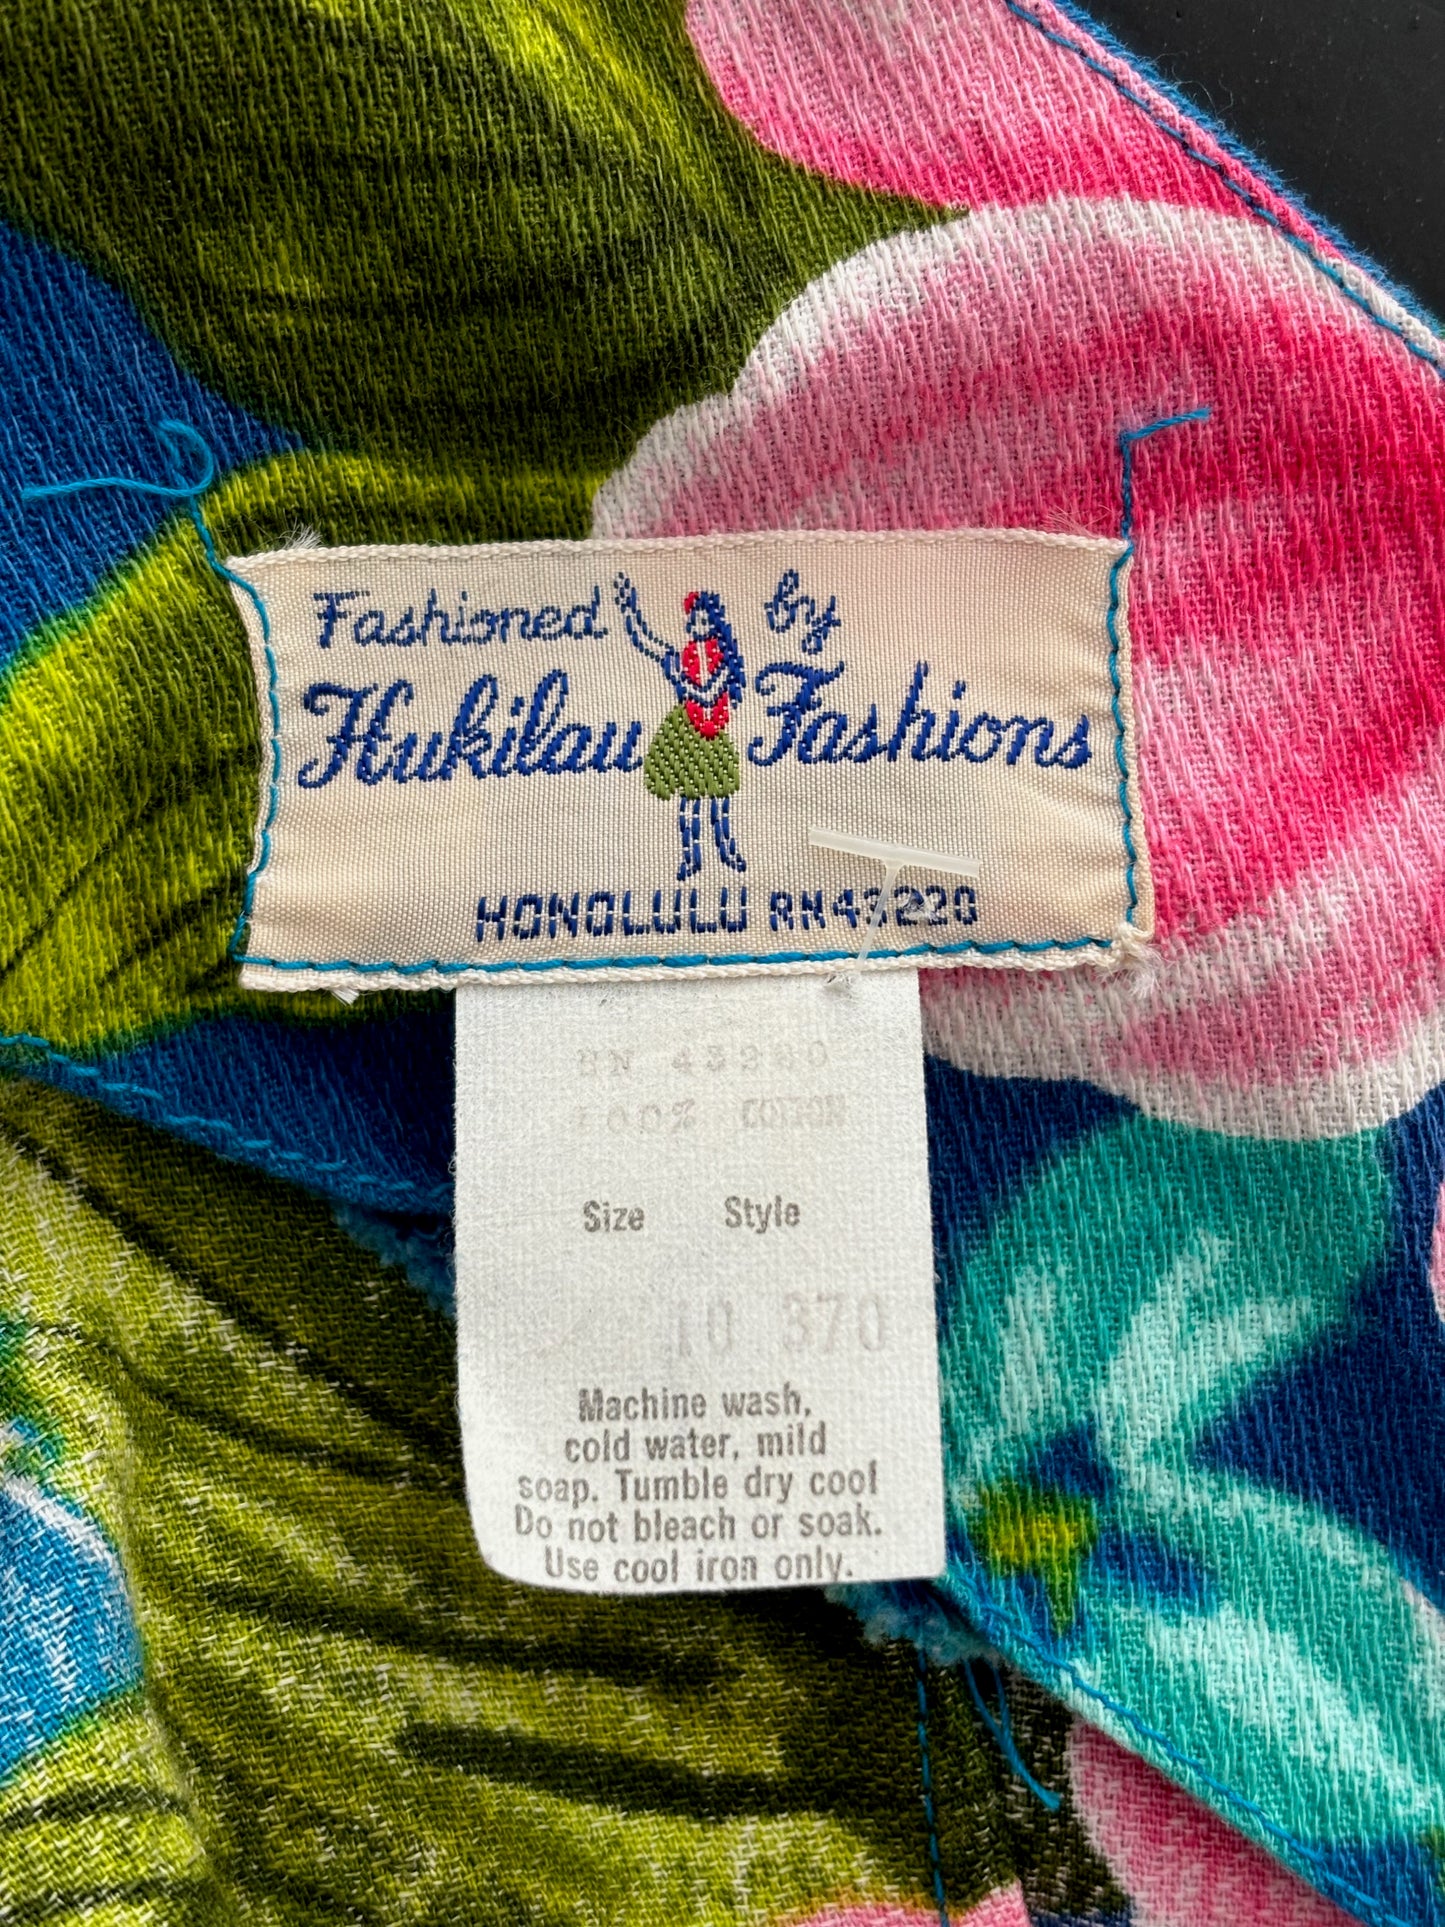 Fashioned by
Hukilau Fashions
HONOLULU RN43220
RN 43220
100% COTTON
Size Style
10 370
Machine wash,
cold water, mild
soap. Tumble dry cool
Do not bleach or soak.
Use cool iron only.